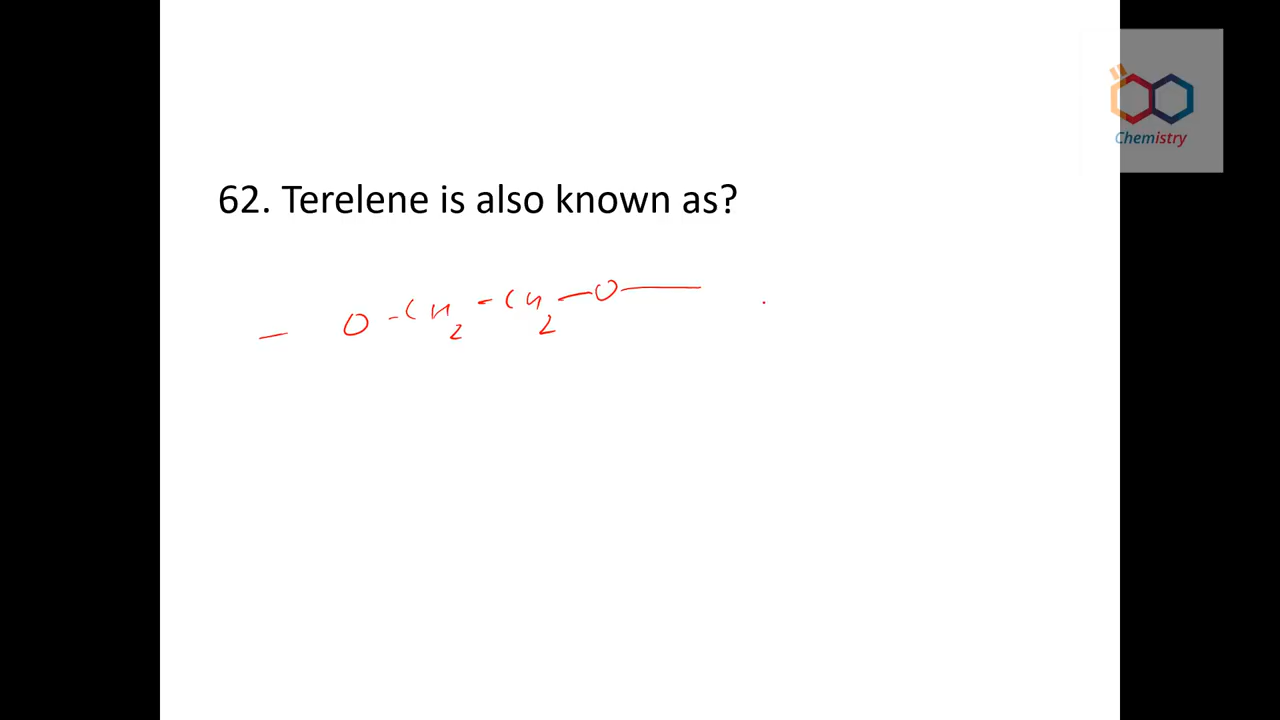 Chemistry
62. Terelene is also known as?
— O - CH2 - CH2 — O —